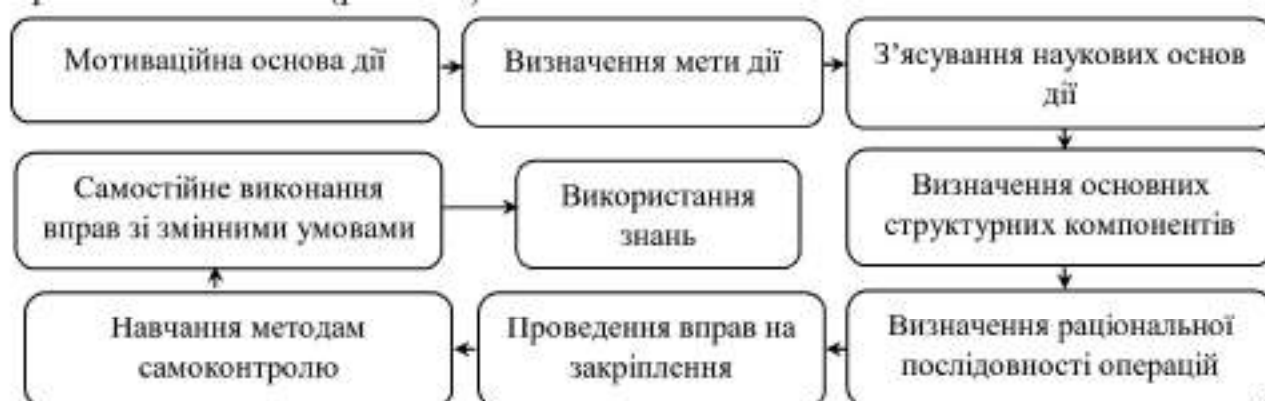 Мотиваційна основа дії
Визначення мети дії
З’ясування наукових основ
дії
Визначення основних
структурних компонентів
Визначення раціональної
послідовності операцій
Проведення вправ на
закріплення
Навчання методам
самоконтролю
Самостійне виконання
вправ зі змінними умовами
Використання
знань